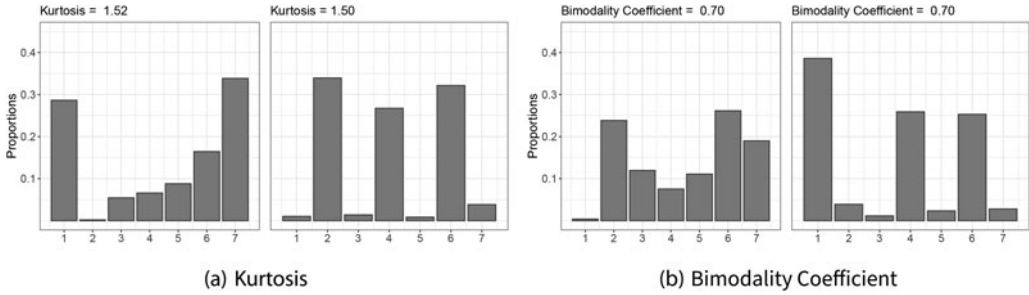 Kurtosis = 1.52
Kurtosis = 1.50
Bimodality Coefficient = 0.70
Bimodality Coefficient = 0.70
Proportions
0.4
0.3
0.2
0.1
1 2 3 4 5 6 7
1 2 3 4 5 6 7
Proportions
0.4
0.3
0.2
0.1
1 2 3 4 5 6 7
1 2 3 4 5 6 7
(a) Kurtosis
(b) Bimodality Coefficient